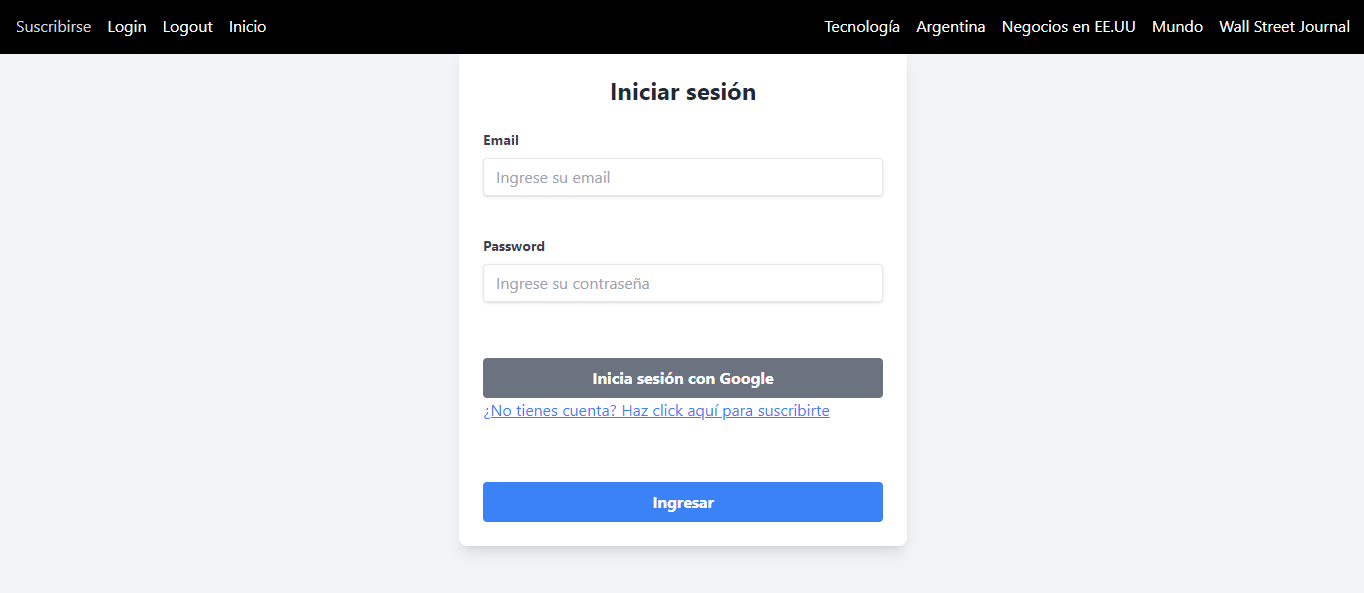 Suscribirse Login Logout Inicio Tecnología Argentina Negocios en EE.UU Mundo Wall Street Journal
Iniciar sesión
Email
Ingrese su email
Password
Ingrese su contraseña
Inicia sesión con Google
¿No tienes cuenta? Haz click aquí para suscribirte
Ingresar